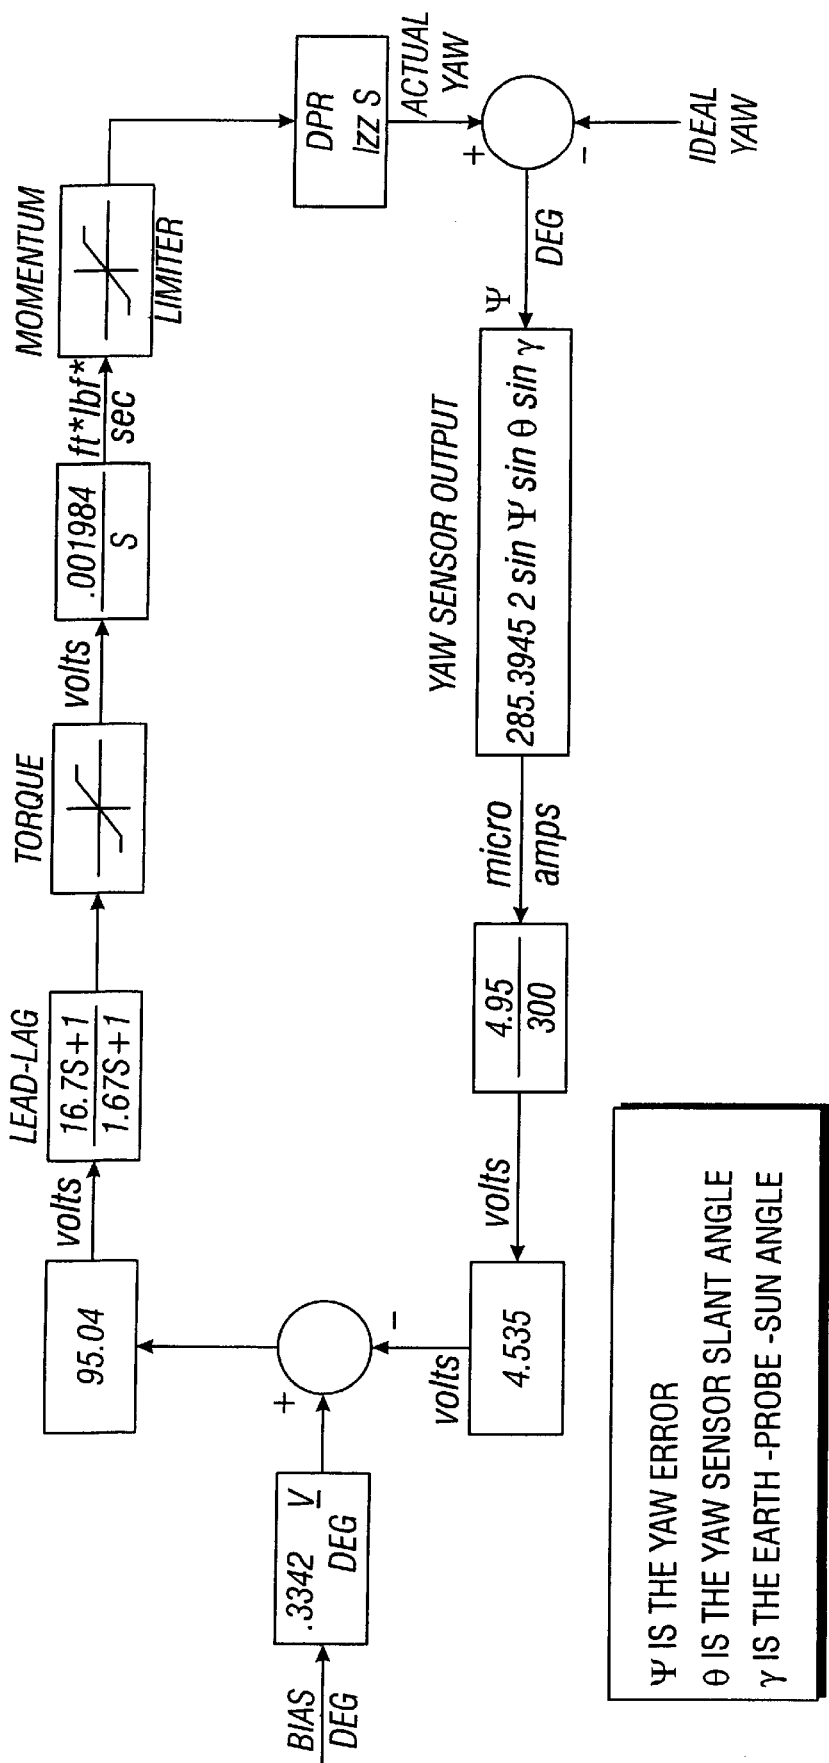 BIAS
DEG
.3342 V
DEG
+
-
95.04
volts
LEAD-LAG
16.7S+1
1.67S+1
TORQUE
volts
.001984
S
ft*lbf*
sec
MOMENTUM
LIMITER
DPR
IZZ S
ACTUAL
YAW
+
-
IDEAL
YAW
DEG
Ψ
YAW SENSOR OUTPUT
285.3945 2 sin Ψ sin θ sin γ
micro
amps
4.95
300
volts
4.535
volts
Ψ IS THE YAW ERROR
θ IS THE YAW SENSOR SLANT ANGLE
γ IS THE EARTH -PROBE -SUN ANGLE